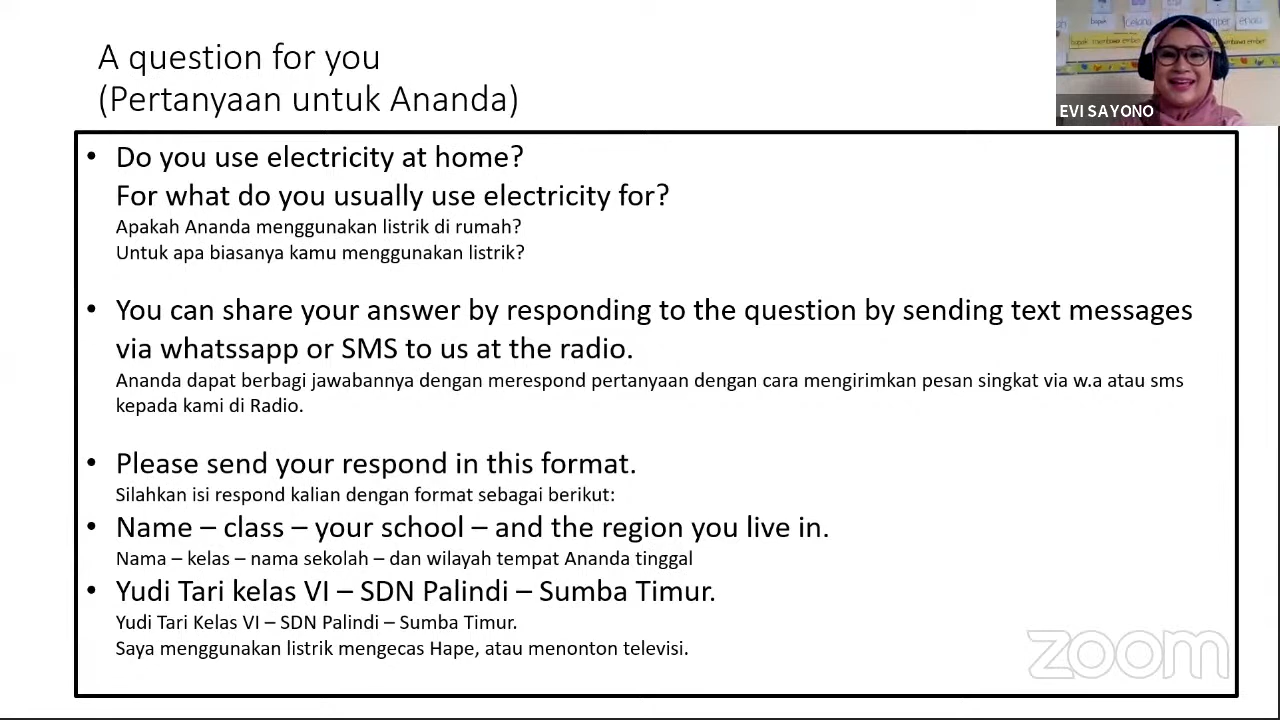 A question for you
(Pertanyaan untuk Ananda)
EVI SAYONO
• Do you use electricity at home?
For what do you usually use electricity for?
Apakah Ananda menggunakan listrik di rumah?
Untuk apa biasanya kamu menggunakan listrik?
• You can share your answer by responding to the question by sending text messages
via whatssapp or SMS to us at the radio.
Ananda dapat berbagi jawabannya dengan merespond pertanyaan dengan cara mengirimkan pesan singkat via w.a atau sms
kepada kami di Radio.
• Please send your respond in this format.
Silahkan isi respond kalian dengan format sebagai berikut:
• Name – class – your school – and the region you live in.
Nama – kelas – nama sekolah – dan wilayah tempat Ananda tinggal
• Yudi Tari kelas VI – SDN Palindi – Sumba Timur.
Yudi Tari Kelas VI – SDN Palindi – Sumba Timur.
Saya menggunakan listrik mengecas Hape, atau menonton televisi.
zoom